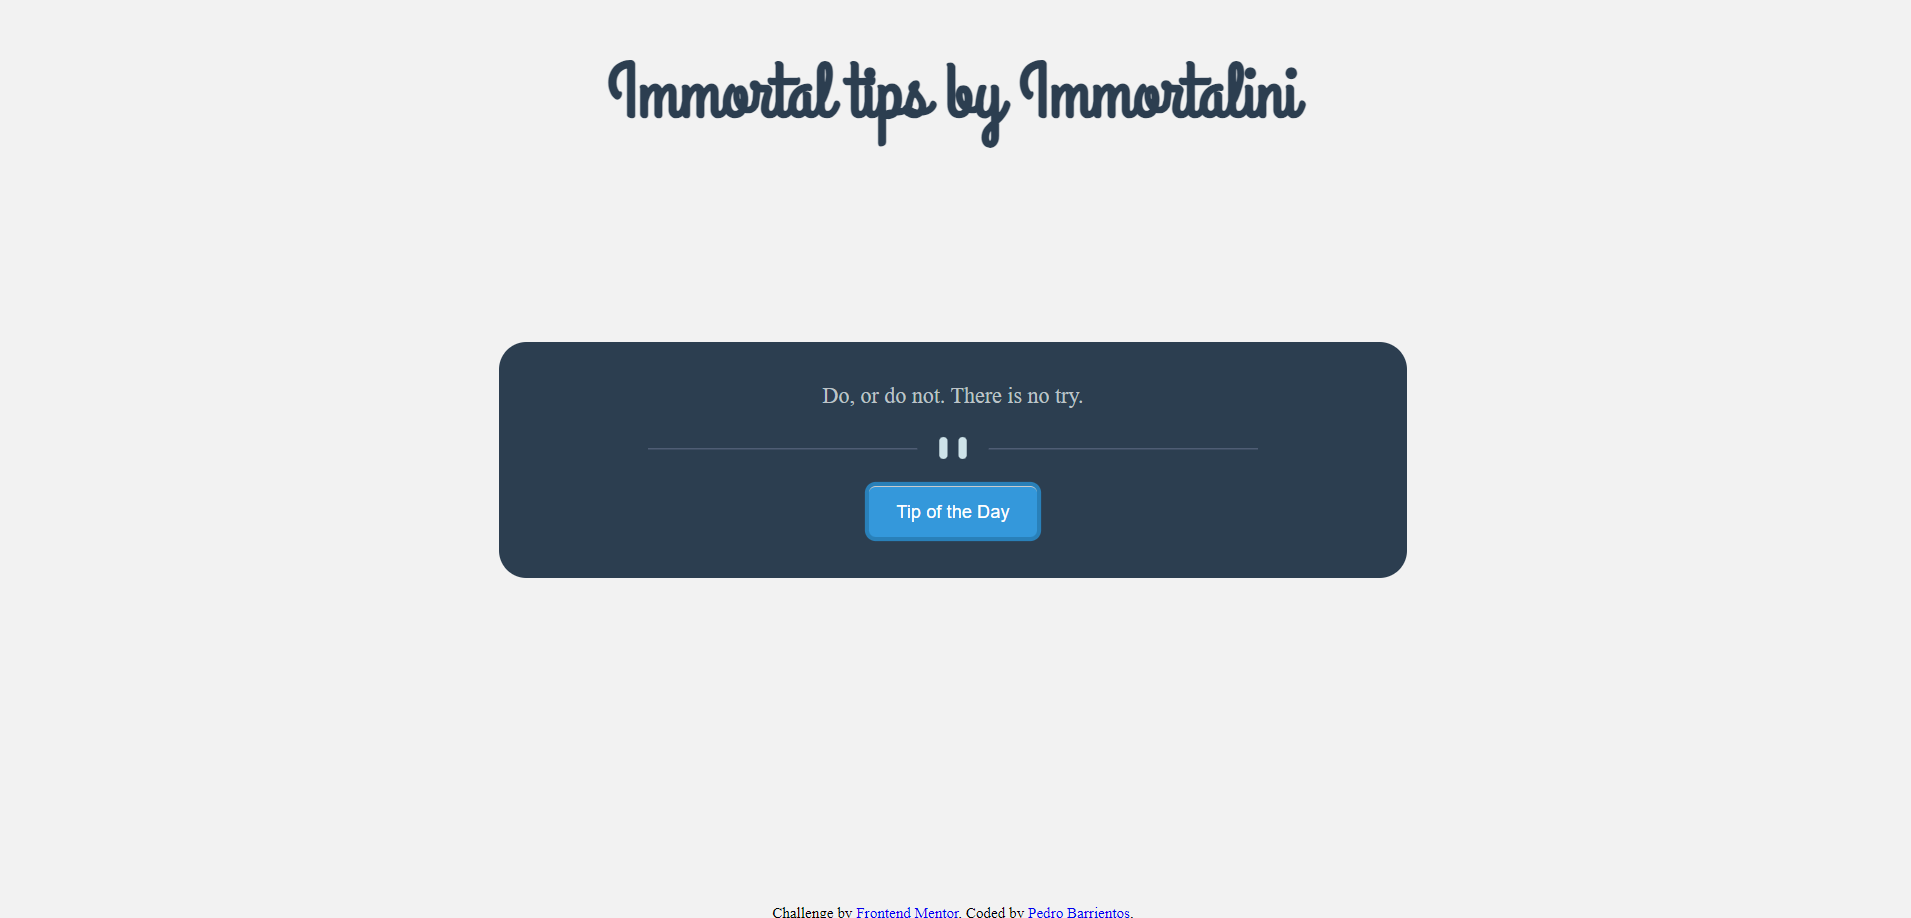 Immortal tips by Immortalini
Do, or do not. There is no try.
Tip of the Day
Challenge by Frontend Mentor. Coded by Pedro Barrientos.